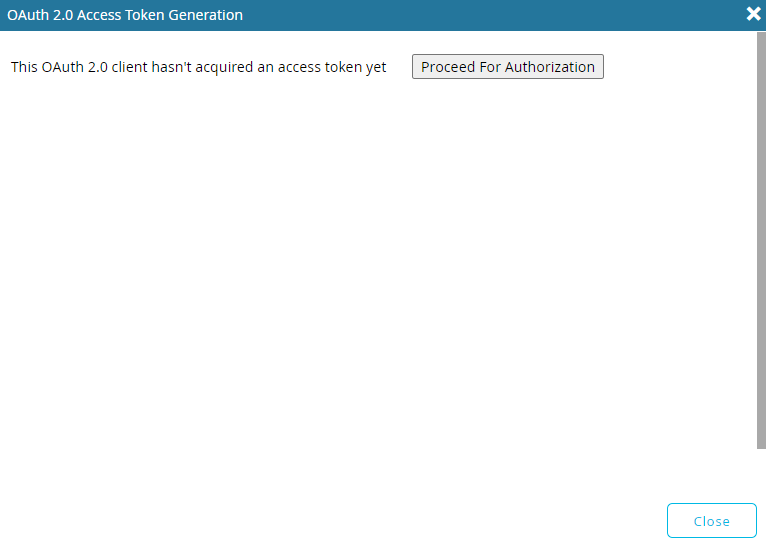 OAuth 2.0 Access Token Generation
This OAuth 2.0 client hasn't acquired an access token yet Proceed For Authorization
Close